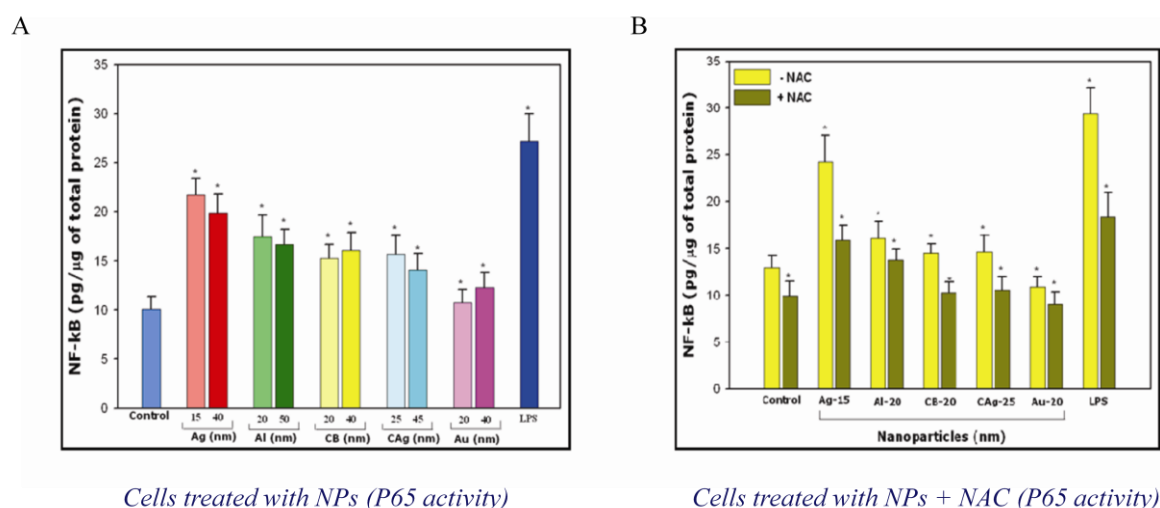 A
NF-kB (pg/µg of total protein)
35
30
25
20
15
10
5
0
* * * * * * * * * * *
Control 15 40 20 50 20 40 25 45 20 40 LPS
Ag (nm) Al (nm) CB (nm) CAg (nm) Au (nm)
Cells treated with NPs (P65 activity)
B
NF-kB (pg/µg of total protein)
35
30
25
20
15
10
5
0
- NAC
+ NAC
* * * * * * * * * * * * *
Control Ag-15 Al-20 CB-20 CAg-25 Au-20 LPS
Nanoparticles (nm)
Cells treated with NPs + NAC (P65 activity)